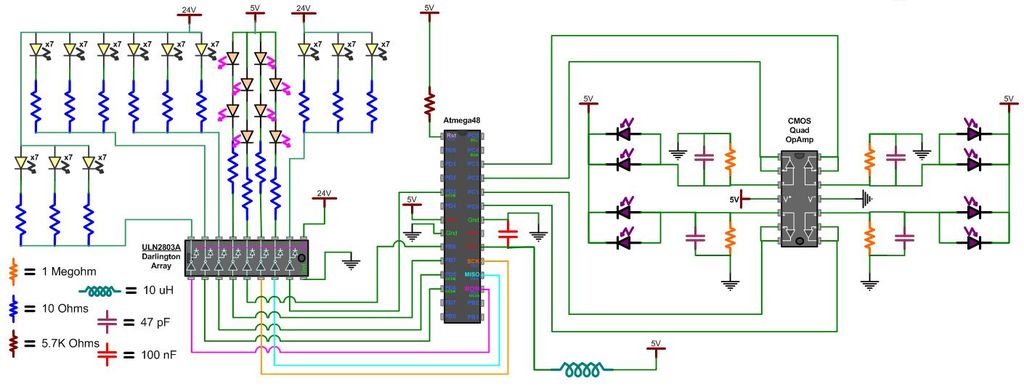 24V
5V
24V
5V
x7
x7
x7
x7
x7
x7
x7
x7
x7
x7
x7
Atmega48
Rst
Gnd
Gnd
SCK
MISO
5V
24V
5V
5V
CMOS
Quad
OpAmp
5V
V+
V-
ULN2803A
Darlington
Array
= 1 Megohm
= 10 uH
= 10 Ohms
= 47 pF
= 5.7K Ohms
= 100 nF
5V